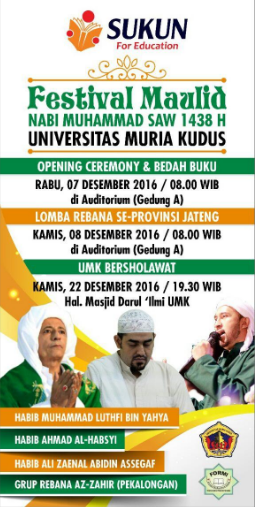 SUKUN
For Education
Festival Maulid
NABI MUHAMMAD SAW 1438 H
UNIVERSITAS MURIA KUDUS
OPENING CEREMONY & BEDAH BUKU
RABU, 07 DESEMBER 2016 / 08.00 WIB
di Auditorium (Gedung A)
LOMBA REBANA SE-PROVINSI JATENG
KAMIS, 08 DESEMBER 2016 / 08.00 WIB
di Auditorium (Gedung A)
UMK BERSHOLAWAT
KAMIS, 22 DESEMBER 2016 / 19.30 WIB
Hal. Masjid Darul 'Ilmi UMK
HABIB MUHAMMAD LUTHFI BIN YAHYA
HABIB AHMAD AL-HABSYI
HABIB ALI ZAENAL ABIDIN ASSEGAF
GRUP REBANA AZ-ZAHIR (PEKALONGAN)
FORMI